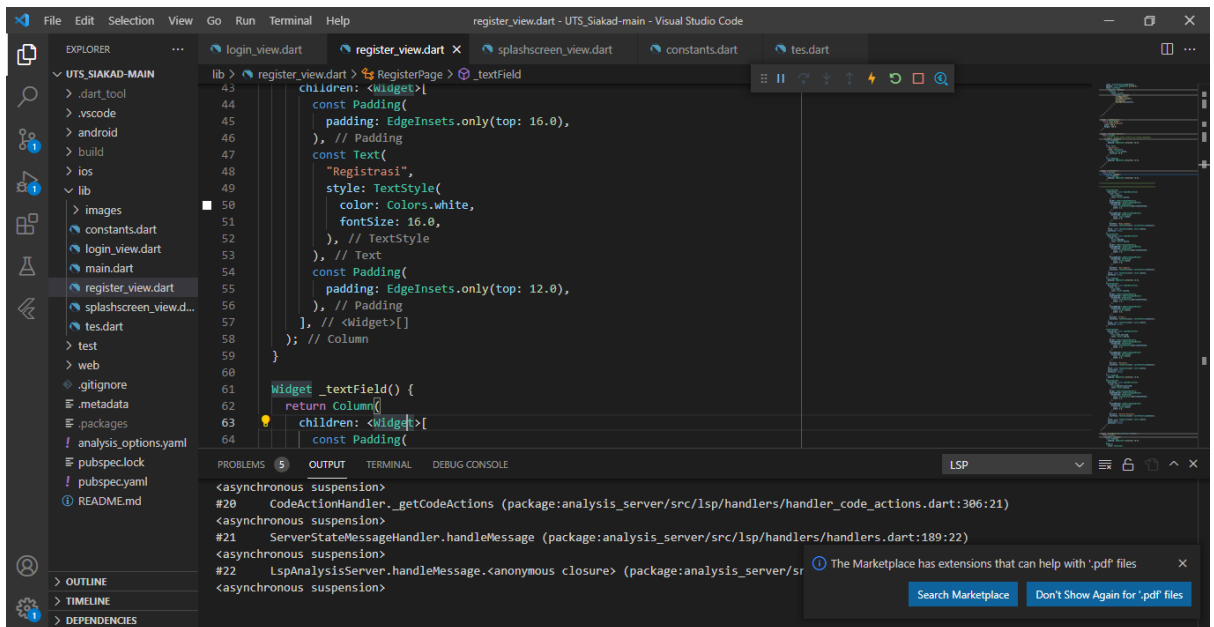 File Edit Selection View Go Run Terminal Help register_view.dart - UTS_Siakad-main - Visual Studio Code
EXPLORER
login_view.dart register_view.dart splashscreen_view.dart constants.dart tes.dart
UTS_SIAKAD-MAIN
.dart_tool
.vscode
android
build
ios
lib
images
constants.dart
login_view.dart
main.dart
register_view.dart
splashscreen_view.d...
tes.dart
test
web
.gitignore
.metadata
.packages
analysis_options.yaml
pubspec.lock
pubspec.yaml
README.md
OUTLINE
TIMELINE
DEPENDENCIES
1
1
1
lib > register_view.dart > RegisterPage > _textField
43 children: <Widget>[
44 const Padding(
45 padding: EdgeInsets.only(top: 16.0),
46 ), // Padding
47 const Text(
48 "Registrasi",
49 style: TextStyle(
50 color: Colors.white,
51 fontSize: 16.0,
52 ), // TextStyle
53 ), // Text
54 const Padding(
55 padding: EdgeInsets.only(top: 12.0),
56 ), // Padding
57 ], // <Widget>[]
58 ); // Column
59 }
60
61 Widget _textField() {
62 return Column(
63 children: <Widget>[
64 const Padding(
PROBLEMS 5 OUTPUT TERMINAL DEBUG CONSOLE LSP
<asynchronous suspension>
#20 CodeActionHandler._getCodeActions (package:analysis_server/src/lsp/handlers/handler_code_actions.dart:306:21)
<asynchronous suspension>
#21 ServerStateMessageHandler.handleMessage (package:analysis_server/src/lsp/handlers/handlers.dart:189:22)
<asynchronous suspension>
#22 LspAnalysisServer.handleMessage.<anonymous closure> (package:analysis_server/sr
<asynchronous suspension>
The Marketplace has extensions that can help with '.pdf' files
Search Marketplace Don't Show Again for '.pdf' files